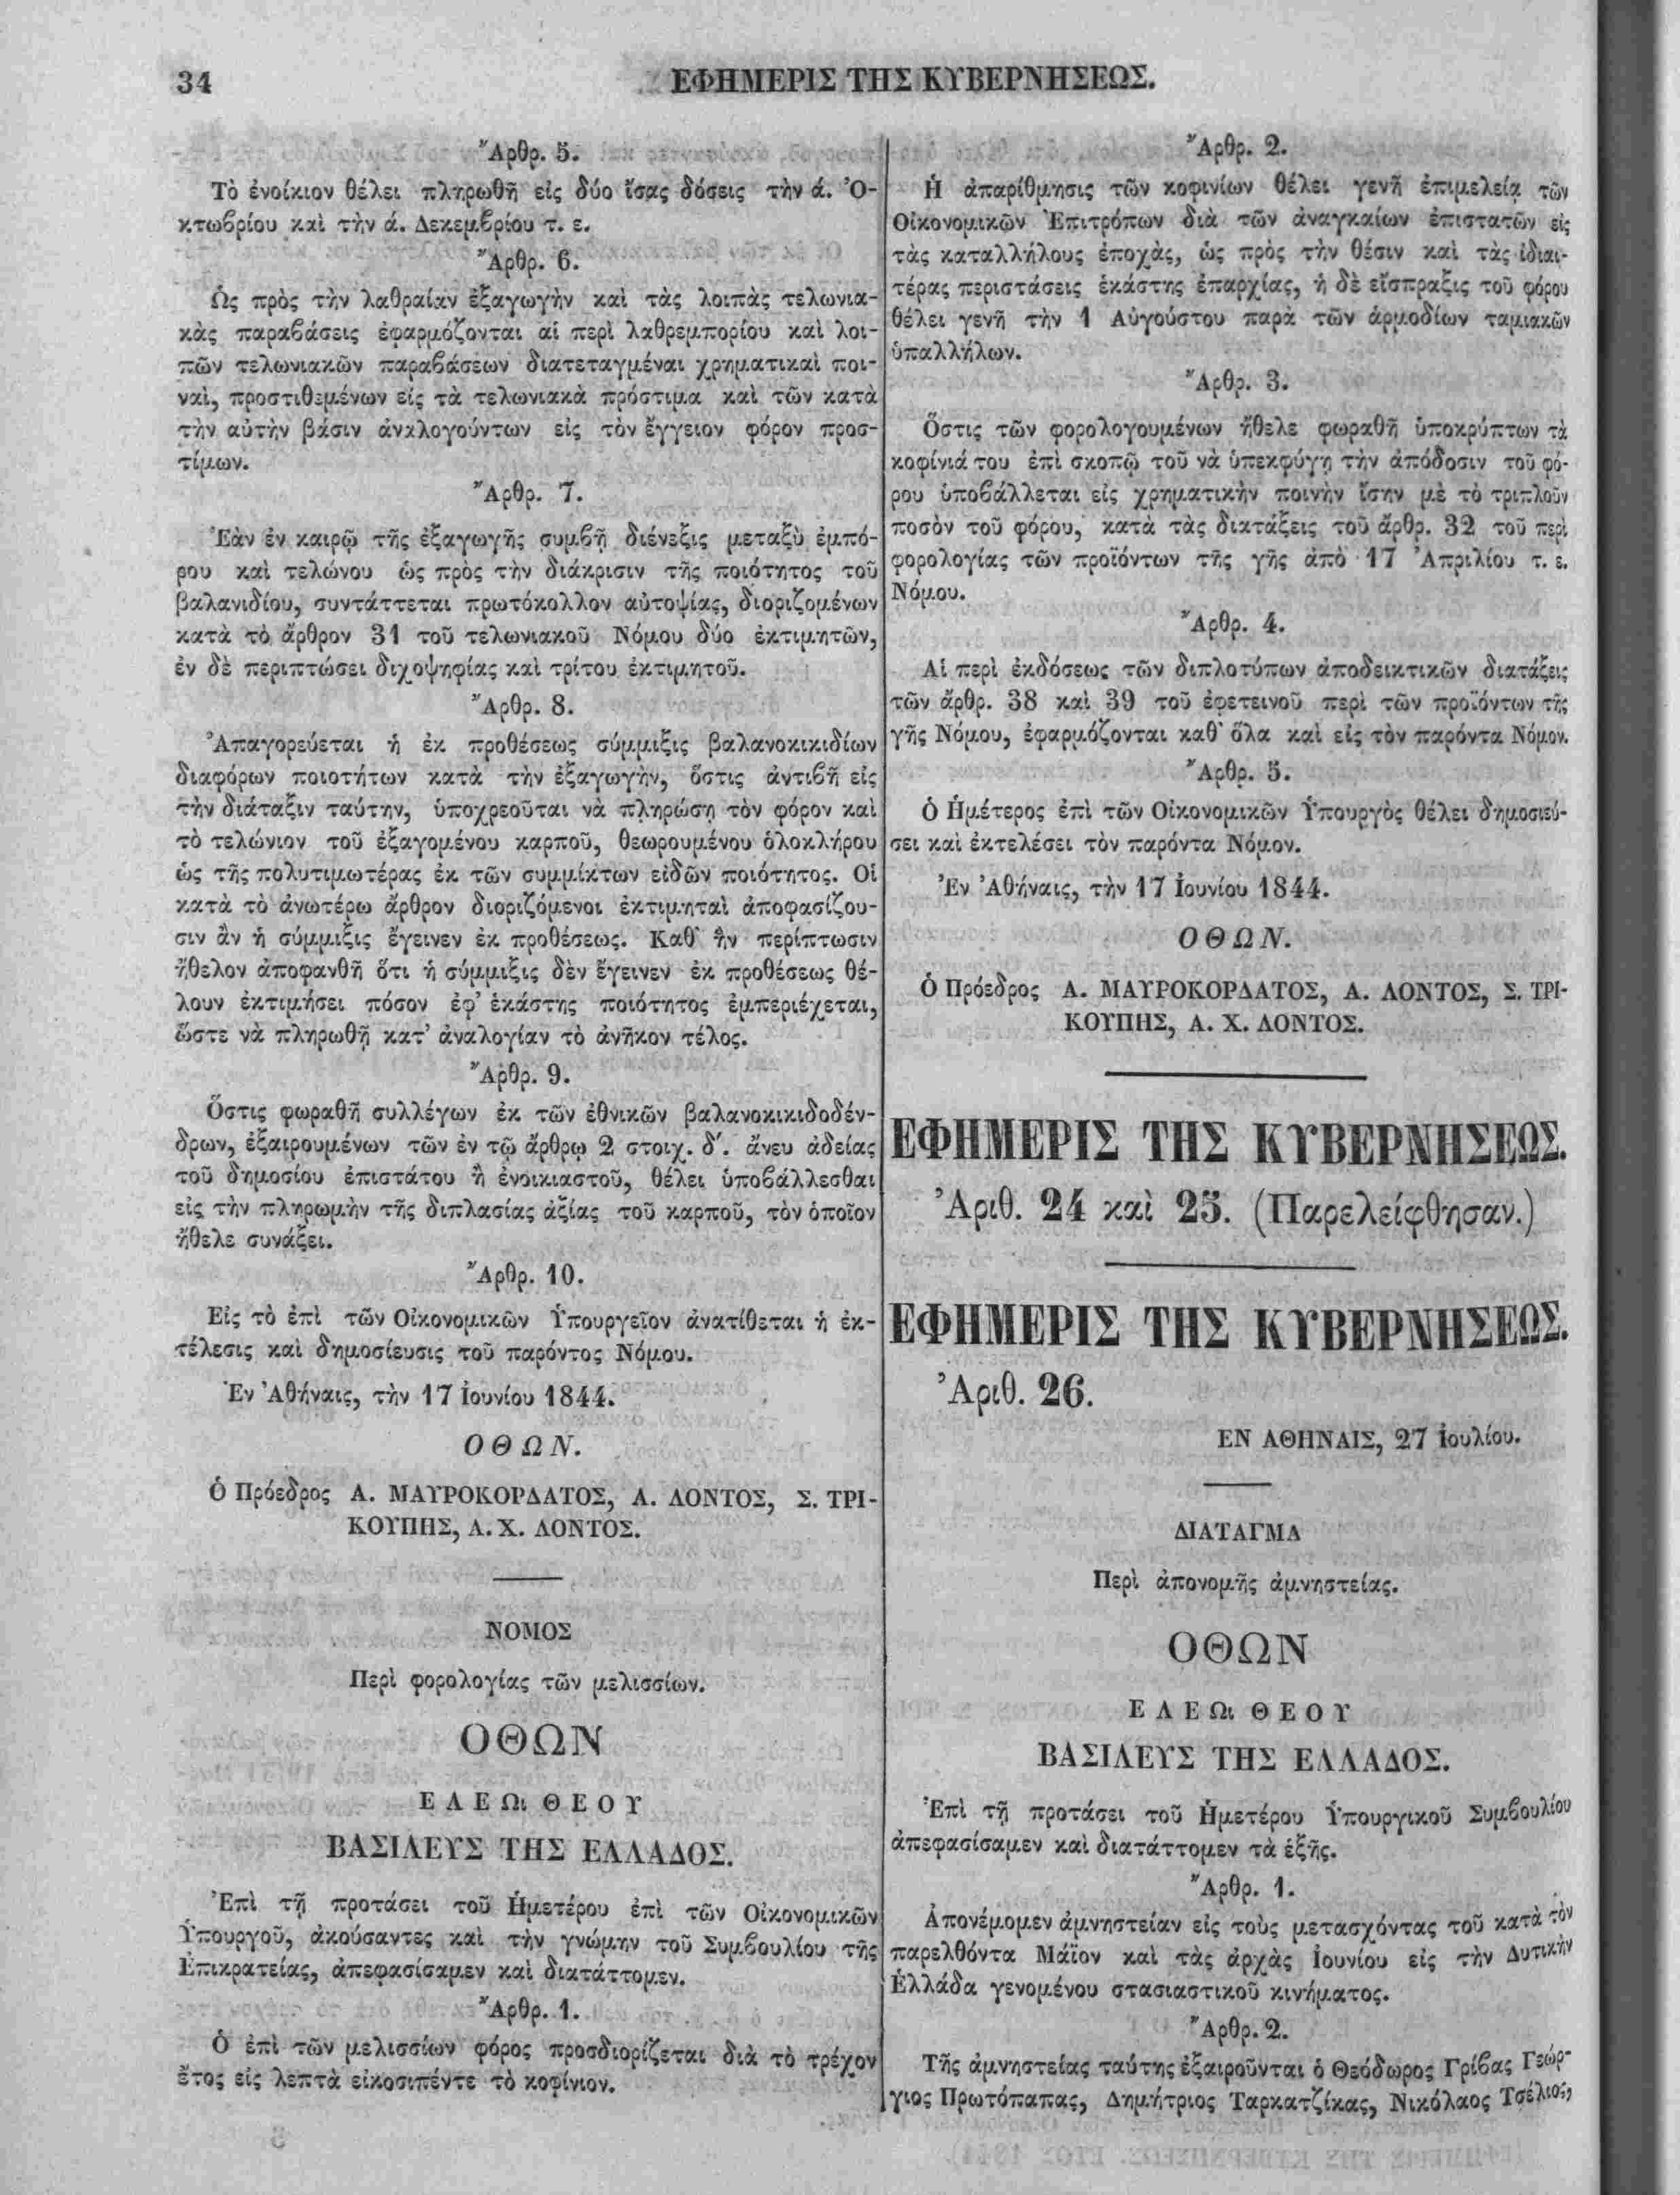 34
ΕΦΗΜΕΡΙΣ ΤΗΣ ΚΥΒΕΡΝΗΣΕΩΣ.
Ἄρθρ. 5.
Τὸ ἐνοίκιον θέλει πληρωθῆ εἰς δύο ἴσας δόσεις τὴν ά. Ὀ-
κτωβρίου καὶ τὴν ά. Δεκεμβρίου τ. ε.
Ἄρθρ. 6.
Ὡς πρὸς τὴν λαθραίαν ἐξαγωγὴν καὶ τὰς λοιπὰς τελωνια-
κὰς παραβάσεις ἐφαρμόζονται αἱ περὶ λαθρεμπορίου καὶ λοι-
πῶν τελωνιακῶν παραβάσεων διατεταγμέναι χρηματικαὶ ποι-
ναὶ, προστιθεμένων εἰς τὰ τελωνιακὰ πρόστιμα καὶ τῶν κατὰ
τὴν αὐτὴν βάσιν ἀναλογούντων εἰς τὸν ἔγγειον φόρον προσ-
τίμων.
Ἄρθρ. 7.
Ἐὰν ἐν καιρῷ τῆς ἐξαγωγῆς συμβῇ διένεξις μεταξὺ ἐμπό-
ρου καὶ τελώνου ὡς πρὸς τὴν διάκρισιν τῆς ποιότητος τοῦ
βαλανιδίου, συντάττεται πρωτόκολλον αὐτοψίας, διοριζομένων
κατὰ τὸ ἄρθρον 31 τοῦ τελωνιακοῦ Νόμου δύο ἐκτιμητῶν,
ἐν δὲ περιπτώσει διχοψηφίας καὶ τρίτου ἐκτιμητοῦ.
Ἄρθρ. 8.
Ἀπαγορεύεται ἡ ἐκ προθέσεως σύμμιξις βαλανοκικιδίων
διαφόρων ποιοτήτων κατὰ τὴν ἐξαγωγὴν, ὅστις ἀντιβῆ εἰς
τὴν διάταξιν ταύτην, ὑποχρεοῦται νὰ πληρώσῃ τὸν φόρον καὶ
τὸ τελώνιον τοῦ ἐξαγομένου καρποῦ, θεωρουμένου ὁλοκλήρου
ὡς τῆς πολυτιμωτέρας ἐκ τῶν συμμίκτων εἰδῶν ποιότητος. Οἱ
κατὰ τὸ ἀνωτέρω ἄρθρον διοριζόμενοι ἐκτιμηταὶ ἀποφασίζου-
σιν ἂν ἡ σύμμιξις ἔγεινεν ἐκ προθέσεως. Καθ' ἣν περίπτωσιν
ἤθελον ἀποφανθῆ ὅτι ἡ σύμμιξις δὲν ἔγεινεν ἐκ προθέσεως θέ-
λουν ἐκτιμήσει πόσον ἐφ' ἑκάστης ποιότητος ἐμπεριέχεται,
ὥστε νὰ πληρωθῇ κατ' ἀναλογίαν τὸ ἀνῆκον τέλος.
Ἄρθρ. 9.
Ὅστις φωραθῆ συλλέγων ἐκ τῶν ἐθνικῶν βαλανοκικιδοδέν-
δρων, ἐξαιρουμένων τῶν ἐν τῷ ἄρθρῳ 2 στοιχ. δ'. ἄνευ ἀδείας
τοῦ δημοσίου ἐπιστάτου ἢ ἐνοικιαστοῦ, θέλει ὑποβάλλεσθαι
εἰς τὴν πληρωμὴν τῆς διπλασίας ἀξίας τοῦ καρποῦ, τὸν ὁποῖον
ἤθελε συνάξει.
Ἄρθρ. 10.
Εἰς τὸ ἐπὶ τῶν Οἰκονομικῶν Ὑπουργεῖον ἀνατίθεται ἡ ἐκ-
τέλεσις καὶ δημοσίευσις τοῦ παρόντος Νόμου.
Ἐν Ἀθήναις, τὴν 17 Ἰουνίου 1844.
ΟΘΩΝ.
Ὁ Πρόεδρος Α. ΜΑΥΡΟΚΟΡΔΑΤΟΣ, Α. ΛΟΝΤΟΣ, Σ. ΤΡΙ-
ΚΟΥΠΗΣ, Α. Χ. ΛΟΝΤΟΣ.
ΝΟΜΟΣ
Περὶ φορολογίας τῶν μελισσίων.
ΟΘΩΝ
ΕΛΕΩι ΘΕΟΥ
ΒΑΣΙΛΕΥΣ ΤΗΣ ΕΛΛΑΔΟΣ.
Ἐπὶ τῇ προτάσει τοῦ Ἡμετέρου ἐπὶ τῶν Οἰκονομικῶν
Ὑπουργοῦ, ἀκούσαντες καὶ τὴν γνώμην τοῦ Συμβουλίου τῆς
Ἐπικρατείας, ἀπεφασίσαμεν καὶ διατάττομεν.
Ἄρθρ. 1.
Ὁ ἐπὶ τῶν μελισσίων φόρος προσδιορίζεται διὰ τὸ τρέχον
ἔτος εἰς λεπτὰ εἰκοσιπέντε τὸ κοφίνιον.
Ἄρθρ. 2.
Ἡ ἀπαρίθμησις τῶν κοφινίων θέλει γενῆ ἐπιμελείᾳ τῶν
Οἰκονομικῶν Ἐπιτρόπων διὰ τῶν ἀναγκαίων ἐπιστατῶν εἰς
τὰς καταλλήλους ἐποχὰς, ὡς πρὸς τὴν θέσιν καὶ τὰς ἰδιαι-
τέρας περιστάσεις ἑκάστης ἐπαρχίας, ἡ δὲ εἴσπραξις τοῦ φόρου
θέλει γενῆ τὴν 1 Αὐγούστου παρὰ τῶν ἁρμοδίων ταμιακῶν
ὑπαλλήλων.
Ἄρθρ. 3.
Ὅστις τῶν φορολογουμένων ἤθελε φωραθῆ ὑποκρύπτων τὰ
κοφίνιά του ἐπὶ σκοπῷ τοῦ νὰ ὑπεκφύγῃ τὴν ἀπόδοσιν τοῦ φό-
ρου ὑποβάλλεται εἰς χρηματικὴν ποινὴν ἴσην μὲ τὸ τριπλοῦν
ποσὸν τοῦ φόρου, κατὰ τὰς διατάξεις τοῦ ἄρθρ. 32 τοῦ περὶ
φορολογίας τῶν προϊόντων τῆς γῆς ἀπὸ 17 Ἀπριλίου τ. ε.
Νόμου.
Ἄρθρ. 4.
Αἱ περὶ ἐκδόσεως τῶν διπλοτύπων ἀποδεικτικῶν διατάξεις
τῶν ἄρθρ. 38 καὶ 39 τοῦ ἐφετεινοῦ περὶ τῶν προϊόντων τῆς
γῆς Νόμου, ἐφαρμόζονται καθ' ὅλα καὶ εἰς τὸν παρόντα Νόμον.
Ἄρθρ. 5.
Ὁ Ἡμέτερος ἐπὶ τῶν Οἰκονομικῶν Ὑπουργὸς θέλει δημοσιεύ-
σει καὶ ἐκτελέσει τὸν παρόντα Νόμον.
Ἐν Ἀθήναις, τὴν 17 Ἰουνίου 1844.
ΟΘΩΝ.
Ὁ Πρόεδρος Α. ΜΑΥΡΟΚΟΡΔΑΤΟΣ, Α. ΛΟΝΤΟΣ, Σ. ΤΡΙ-
ΚΟΥΠΗΣ, Α. Χ. ΛΟΝΤΟΣ.
ΕΦΗΜΕΡΙΣ ΤΗΣ ΚΥΒΕΡΝΗΣΕΩΣ.
Ἀριθ. 24 καὶ 25. (Παρελείφθησαν.)
ΕΦΗΜΕΡΙΣ ΤΗΣ ΚΥΒΕΡΝΗΣΕΩΣ.
Ἀριθ. 26.
ΕΝ ΑΘΗΝΑΙΣ, 27 Ἰουλίου.
ΔΙΑΤΑΓΜΑ
Περὶ ἀπονομῆς ἀμνηστείας.
ΟΘΩΝ
ΕΛΕΩι ΘΕΟΥ
ΒΑΣΙΛΕΥΣ ΤΗΣ ΕΛΛΑΔΟΣ.
Ἐπὶ τῇ προτάσει τοῦ Ἡμετέρου Ὑπουργικοῦ Συμβουλίου
ἀπεφασίσαμεν καὶ διατάττομεν τὰ ἑξῆς.
Ἄρθρ. 1.
Ἀπονέμομεν ἀμνηστείαν εἰς τοὺς μετασχόντας τοῦ κατὰ τὸν
παρελθόντα Μάϊον καὶ τὰς ἀρχὰς Ἰουνίου εἰς τὴν Δυτικὴν
Ἑλλάδα γενομένου στασιαστικοῦ κινήματος.
Ἄρθρ. 2.
Τῆς ἀμνηστείας ταύτης ἐξαιροῦνται ὁ Θεόδωρος Γρίβας Γεώρ-
γιος Πρωτόπαπας, Δημήτριος Ταρκατζίκας, Νικόλαος Τσέλιος,